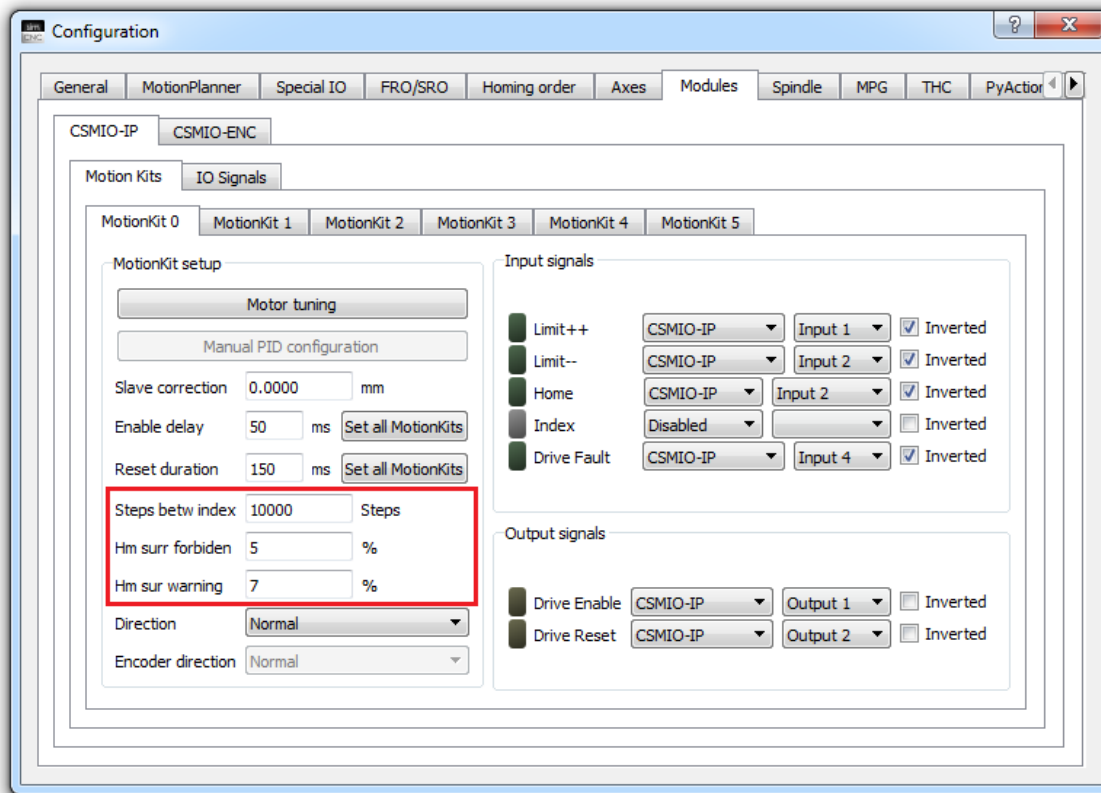 Configuration
General MotionPlanner Special IO FRO/SRO Homing order Axes Modules Spindle MPG THC PyAction
CSMIO-IP CSMIO-ENC
Motion Kits IO Signals
MotionKit 0 MotionKit 1 MotionKit 2 MotionKit 3 MotionKit 4 MotionKit 5
MotionKit setup
Motor tuning
Manual PID configuration
Slave correction 0.0000 mm
Enable delay 50 ms Set all MotionKits
Reset duration 150 ms Set all MotionKits
Steps betw index 10000 Steps
Hm surr forbiden 5 %
Hm sur warning 7 %
Direction Normal
Encoder direction Normal
Input signals
Limit++ CSMIO-IP Input 1 Inverted
Limit-- CSMIO-IP Input 2 Inverted
Home CSMIO-IP Input 2 Inverted
Index Disabled Inverted
Drive Fault CSMIO-IP Input 4 Inverted
Output signals
Drive Enable CSMIO-IP Output 1 Inverted
Drive Reset CSMIO-IP Output 2 Inverted